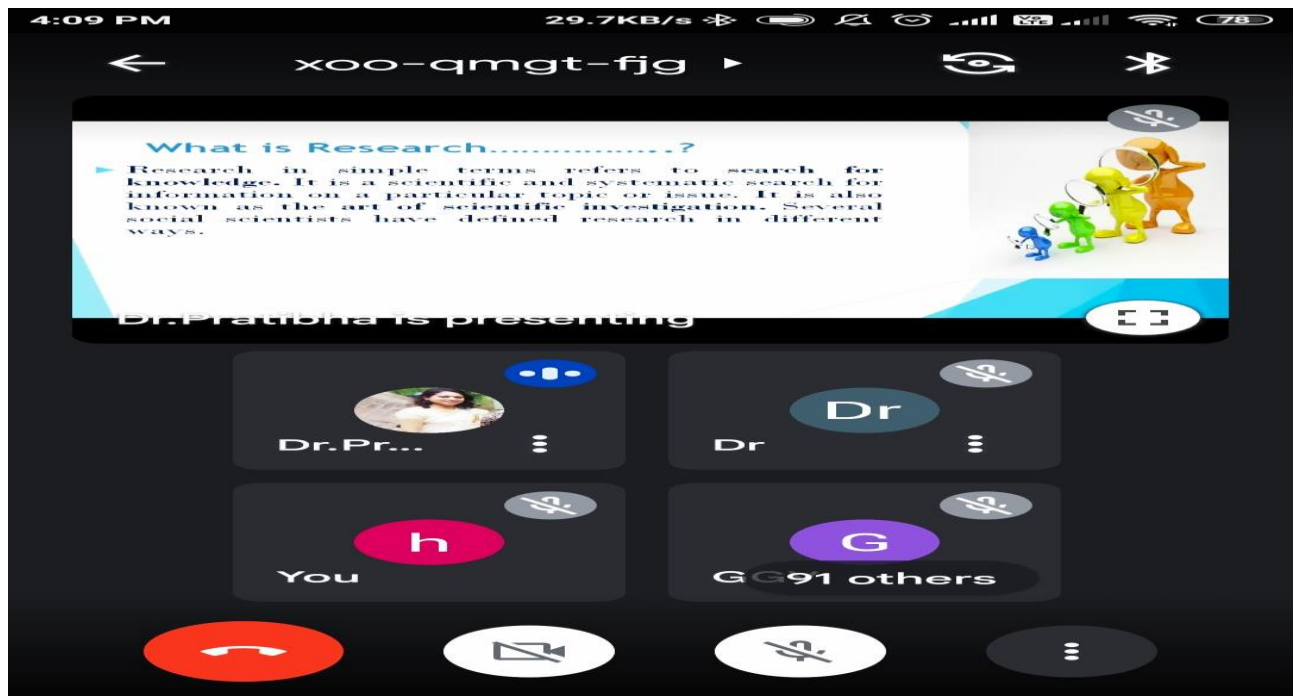 4:09 PM 29.7KB/s Vo LTE 78
xoo-qmgt-fjg
What is Research................?
Research in simple terms refers to search for
knowledge. It is a scientific and systematic search for
information on a particular topic or issue. It is also
known as the art of scientific investigation. Several
social scientists have defined research in different
ways.
Dr.Pratibha is presenting
Dr
Dr.Pr... Dr
h G
You G 91 others